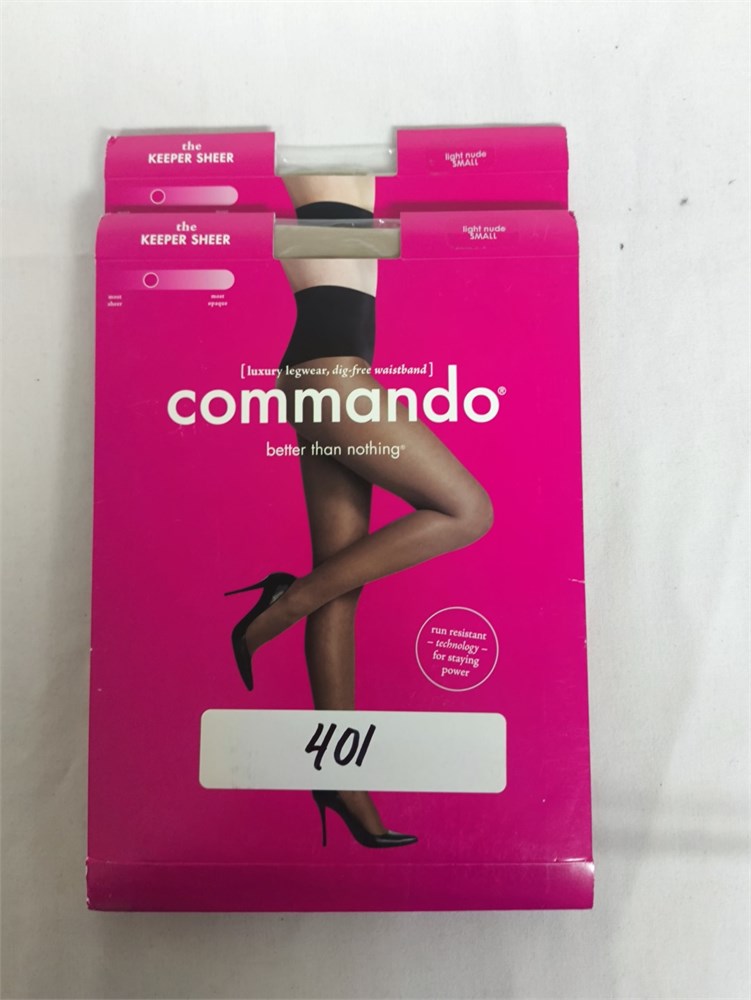 the
KEEPER SHEER
light nude
SMALL
the
KEEPER SHEER
light nude
SMALL
most
sheer
most
opaque
[luxury legwear, dig-free waistband]
commando®
better than nothing®
run resistant
– technology –
for staying
power
401